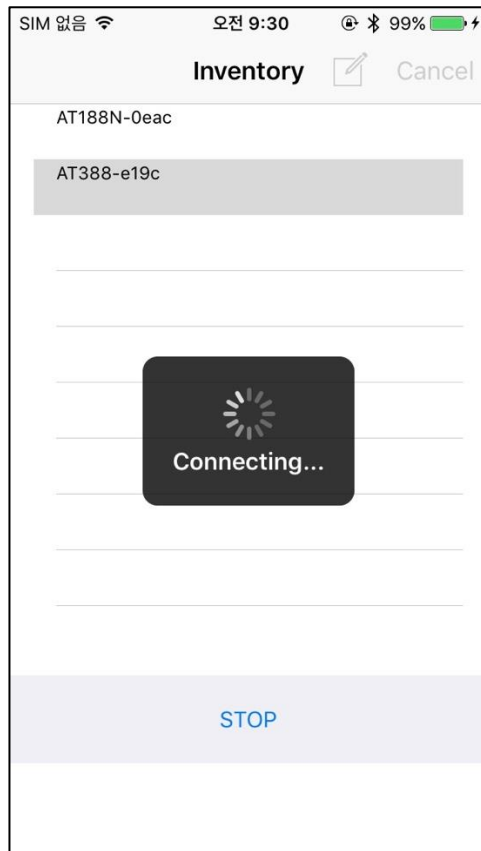 SIM 없음 오전 9:30 99%
Inventory Cancel
AT188N-0eac
AT388-e19c
Connecting...
STOP